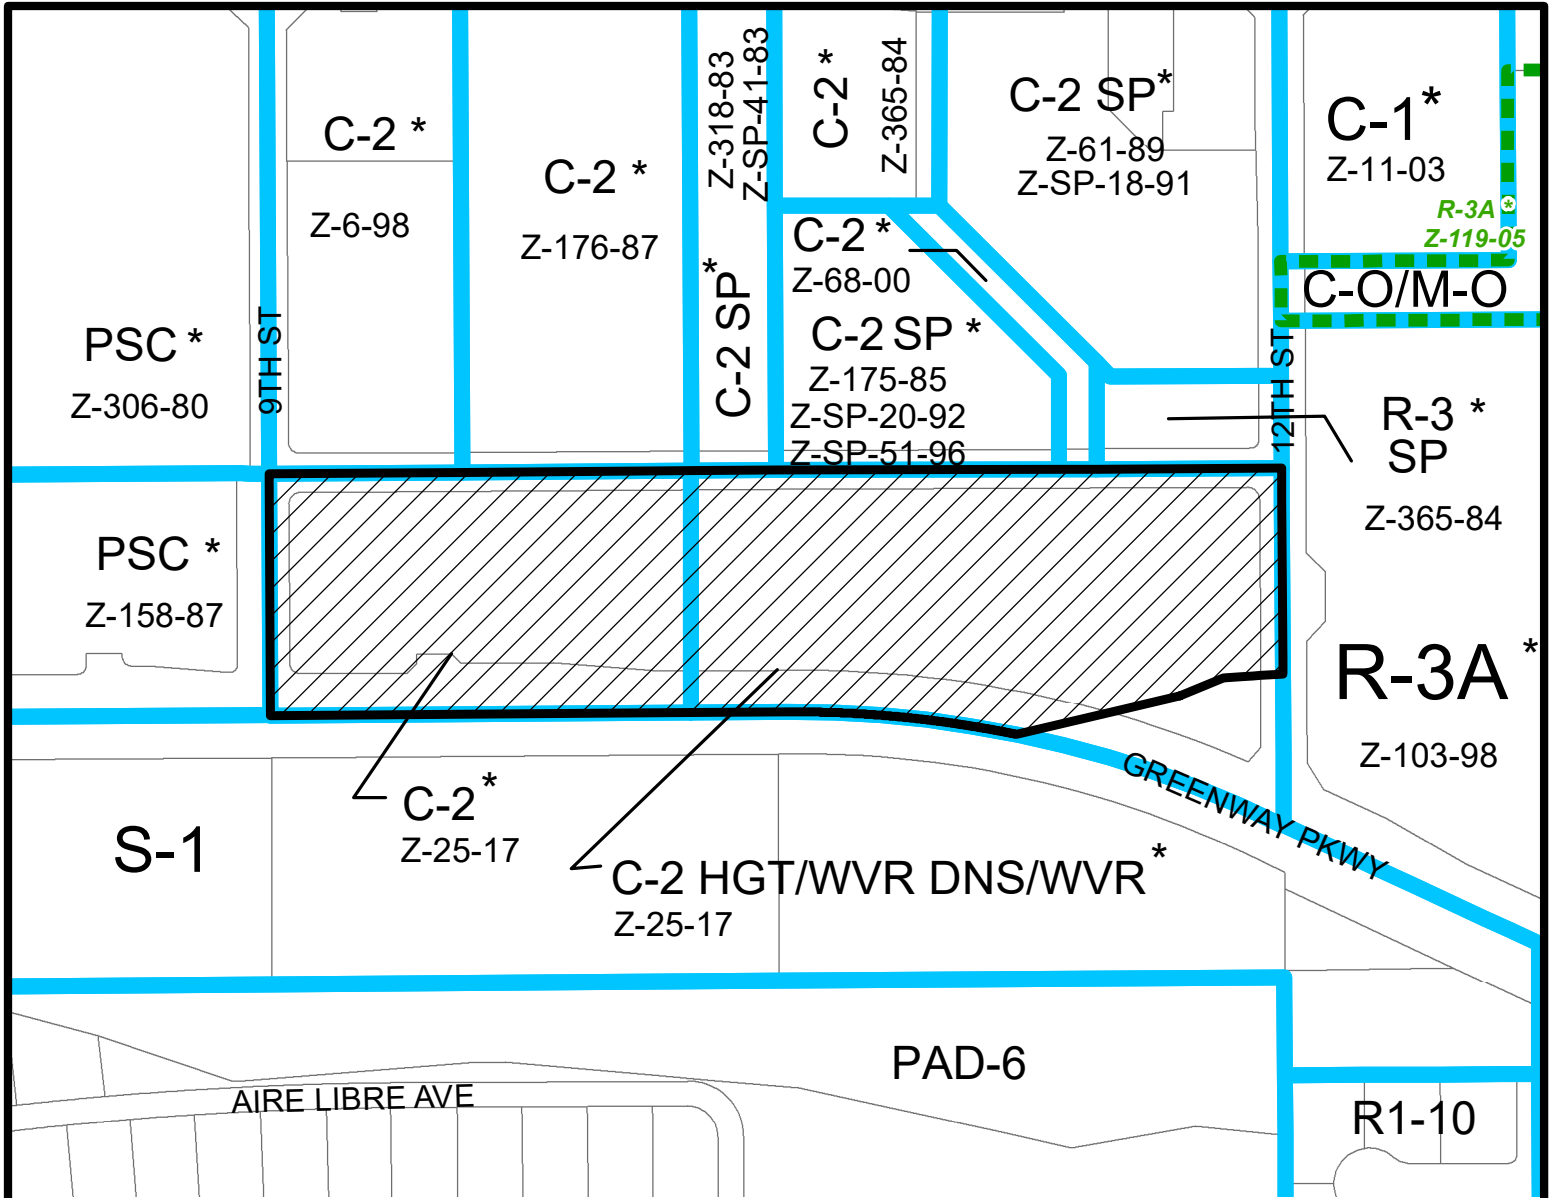 C-2 *
Z-6-98
C-2 *
Z-176-87
Z-318-83
Z-SP-41-83
C-2 SP *
C-2 *
Z-365-84
C-2 SP*
Z-61-89
Z-SP-18-91
C-1*
Z-11-03
R-3A *
Z-119-05
C-O/M-O
C-2 *
Z-68-00
C-2 SP *
Z-175-85
Z-SP-20-92
Z-SP-51-96
PSC *
Z-306-80
9TH ST
12TH ST
R-3 *
SP
Z-365-84
PSC *
Z-158-87
R-3A *
Z-103-98
GREENWAY PKWY
S-1
C-2 *
Z-25-17
C-2 HGT/WVR DNS/WVR *
Z-25-17
PAD-6
AIRE LIBRE AVE
R1-10